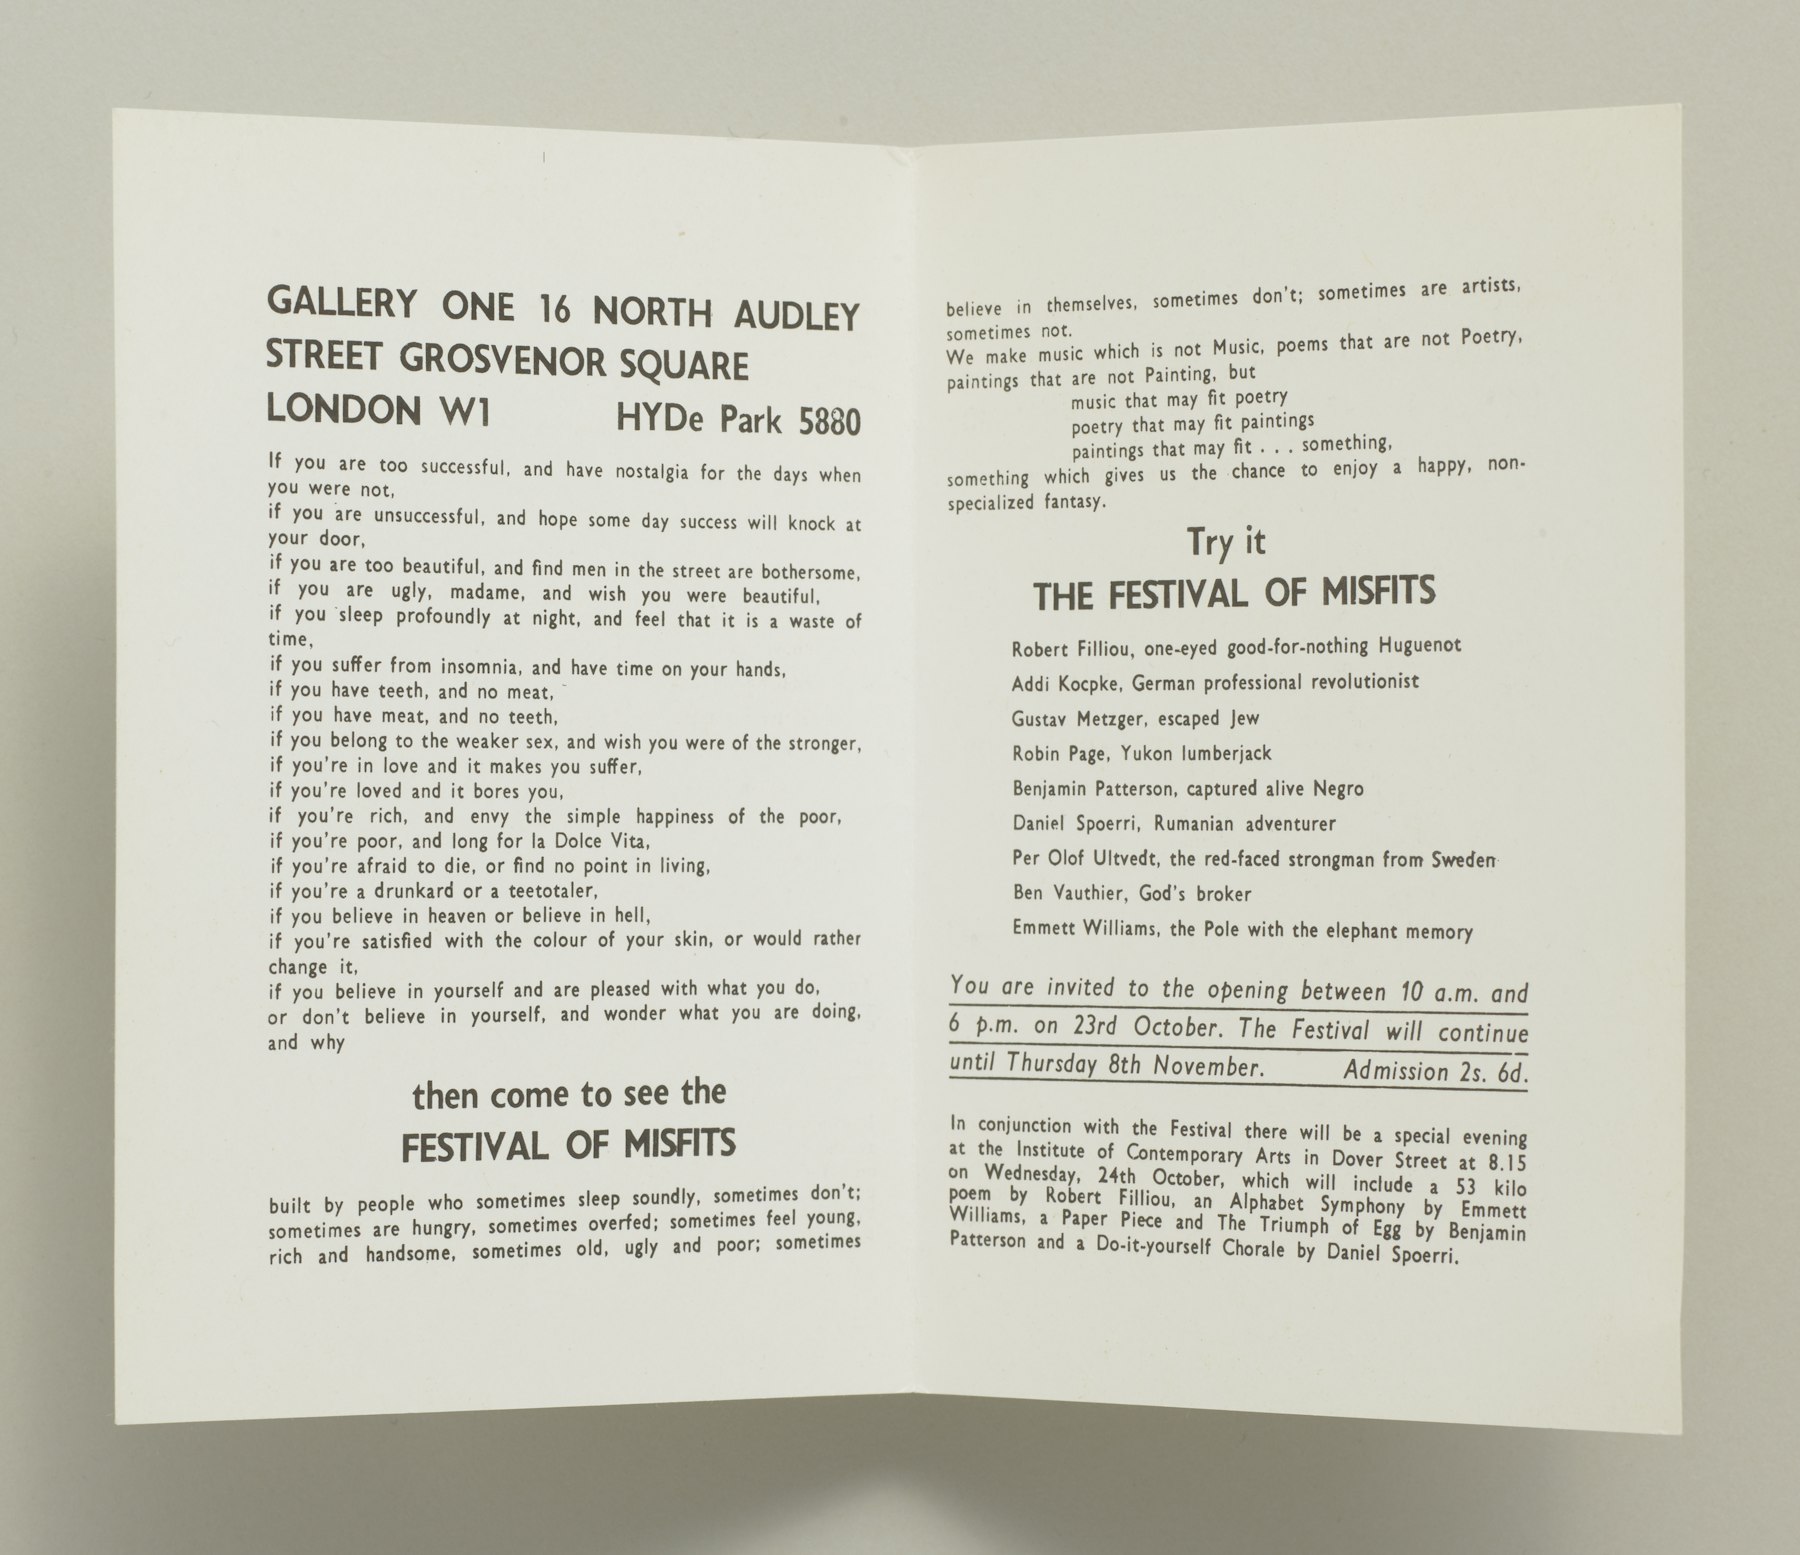 GALLERY ONE 16 NORTH AUDLEY
STREET GROSVENOR SQUARE
LONDON W1 HYDe Park 5880
If you are too successful, and have nostalgia for the days when
you were not,
if you are unsuccessful, and hope some day success will knock at
your door,
if you are too beautiful, and find men in the street are bothersome,
if you are ugly, madame, and wish you were beautiful,
if you sleep profoundly at night, and feel that it is a waste of
time,
if you suffer from insomnia, and have time on your hands,
if you have teeth, and no meat,
if you have meat, and no teeth,
if you belong to the weaker sex, and wish you were of the stronger,
if you're in love and it makes you suffer,
if you're loved and it bores you,
if you're rich, and envy the simple happiness of the poor,
if you're poor, and long for la Dolce Vita,
if you're afraid to die, or find no point in living,
if you're a drunkard or a teetotaler,
if you believe in heaven or believe in hell,
if you're satisfied with the colour of your skin, or would rather
change it,
if you believe in yourself and are pleased with what you do,
or don't believe in yourself, and wonder what you are doing,
and why
then come to see the
FESTIVAL OF MISFITS
built by people who sometimes sleep soundly, sometimes don't;
sometimes are hungry, sometimes overfed; sometimes feel young,
rich and handsome, sometimes old, ugly and poor; sometimes
believe in themselves, sometimes don't; sometimes are artists,
sometimes not.
We make music which is not Music, poems that are not Poetry,
paintings that are not Painting, but
music that may fit poetry
poetry that may fit paintings
paintings that may fit . . . something,
something which gives us the chance to enjoy a happy, non-
specialized fantasy.
Try it
THE FESTIVAL OF MISFITS
Robert Filliou, one-eyed good-for-nothing Huguenot
Addi Kocpke, German professional revolutionist
Gustav Metzger, escaped Jew
Robin Page, Yukon lumberjack
Benjamin Patterson, captured alive Negro
Daniel Spoerri, Rumanian adventurer
Per Olof Ultvedt, the red-faced strongman from Sweden
Ben Vauthier, God's broker
Emmett Williams, the Pole with the elephant memory
You are invited to the opening between 10 a.m. and
6 p.m. on 23rd October. The Festival will continue
until Thursday 8th November. Admission 2s. 6d.
In conjunction with the Festival there will be a special evening
at the Institute of Contemporary Arts in Dover Street at 8.15
on Wednesday, 24th October, which will include a 53 kilo
poem by Robert Filliou, an Alphabet Symphony by Emmett
Williams, a Paper Piece and The Triumph of Egg by Benjamin
Patterson and a Do-it-yourself Chorale by Daniel Spoerri.